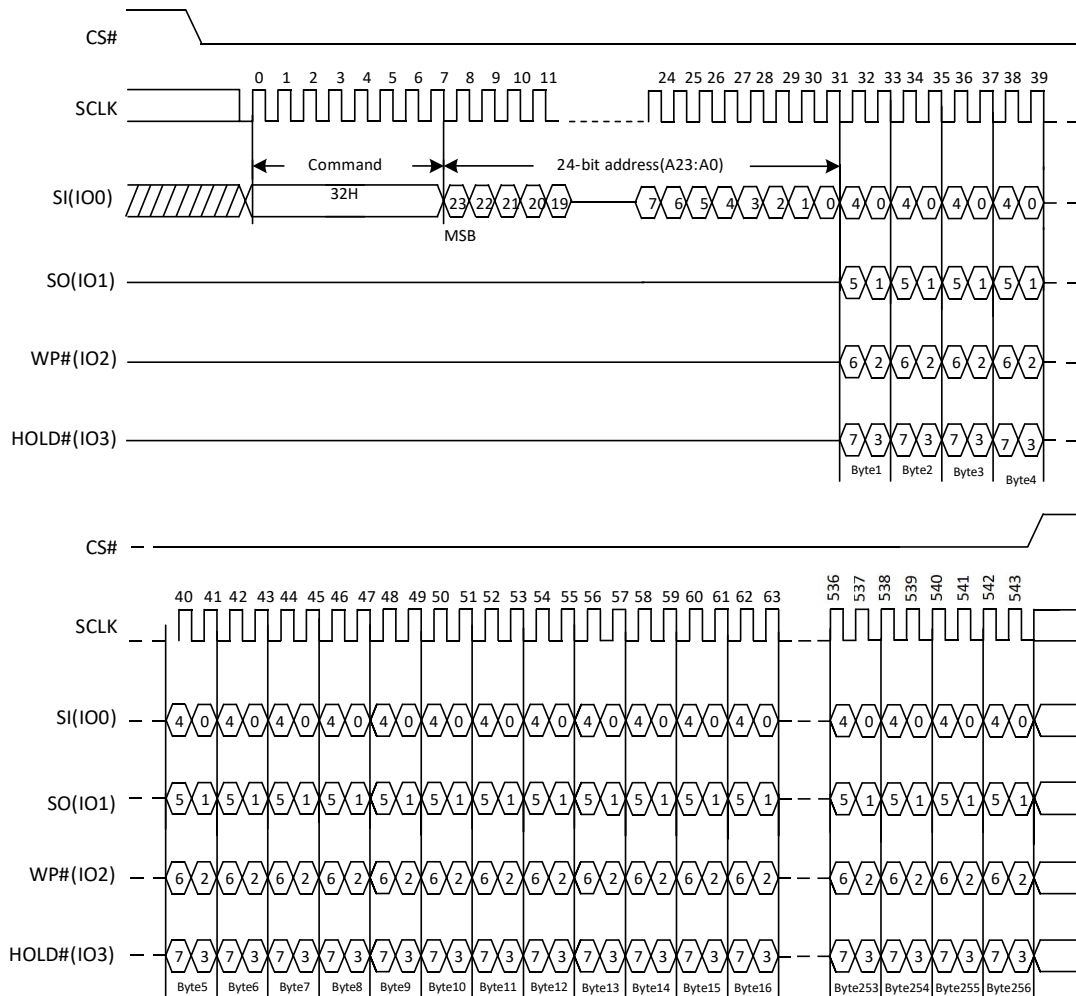 CS#
0 1 2 3 4 5 6 7 8 9 10 11 24 25 26 27 28 29 30 31 32 33 34 35 36 37 38 39
SCLK
Command 24-bit address(A23:A0)
32H
SI(IO0) 23 22 21 20 19 7 6 5 4 3 2 1 0 4 0 4 0 4 0 4 0
MSB
SO(IO1) 5 1 5 1 5 1 5 1
WP#(IO2) 6 2 6 2 6 2 6 2
HOLD#(IO3) 7 3 7 3 7 3 7 3
Byte1 Byte2 Byte3 Byte4
CS#
40 41 42 43 44 45 46 47 48 49 50 51 52 53 54 55 56 57 58 59 60 61 62 63 536 537 538 539 540 541 542 543
SCLK
SI(IO0) 4 0 4 0 4 0 4 0 4 0 4 0 4 0 4 0 4 0 4 0 4 0 4 0 4 0 4 0 4 0 4 0
SO(IO1) 5 1 5 1 5 1 5 1 5 1 5 1 5 1 5 1 5 1 5 1 5 1 5 1 5 1 5 1 5 1 5 1
WP#(IO2) 6 2 6 2 6 2 6 2 6 2 6 2 6 2 6 2 6 2 6 2 6 2 6 2 6 2 6 2 6 2 6 2
HOLD#(IO3) 7 3 7 3 7 3 7 3 7 3 7 3 7 3 7 3 7 3 7 3 7 3 7 3 7 3 7 3 7 3 7 3
Byte5 Byte6 Byte7 Byte8 Byte9 Byte10 Byte11 Byte12 Byte13 Byte14 Byte15 Byte16 Byte253 Byte254 Byte255 Byte256